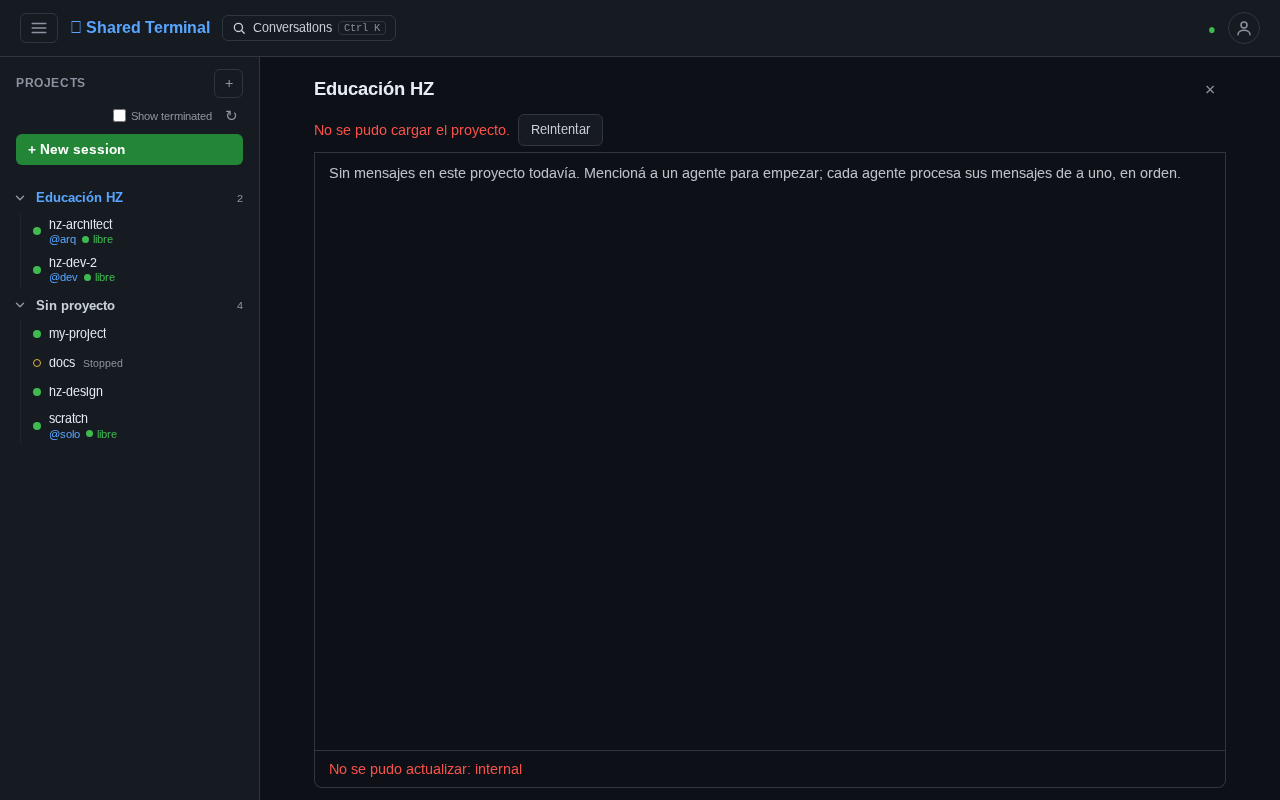 Shared Terminal
Conversations Ctrl K
PROJECTS
+
Show terminated ↻
+ New session
Educación HZ 2
hz-architect
@arq libre
hz-dev-2
@dev libre
Sin proyecto 4
my-project
docs Stopped
hz-design
scratch
@solo libre
Educación HZ ×
No se pudo cargar el proyecto. Reintentar
Sin mensajes en este proyecto todavía. Mencioná a un agente para empezar; cada agente procesa sus mensajes de a uno, en orden.
No se pudo actualizar: internal